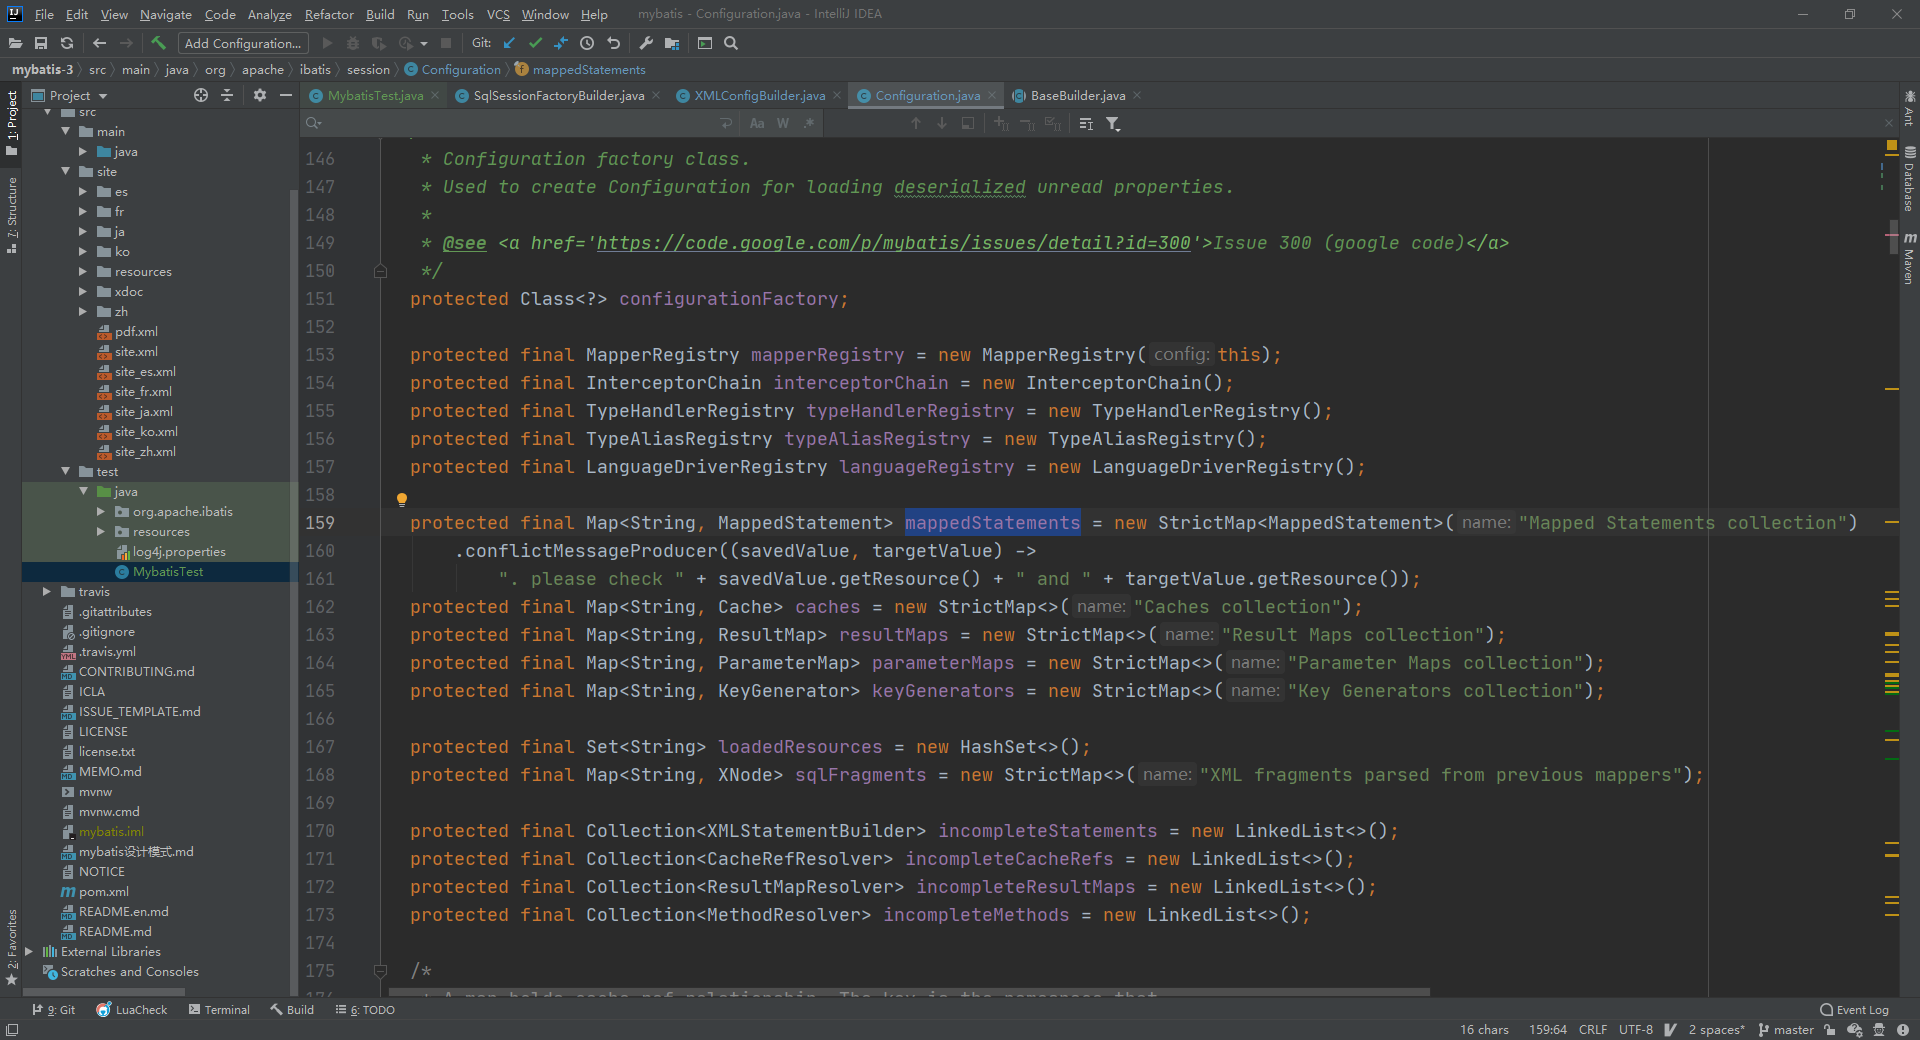 File Edit View Navigate Code Analyze Refactor Build Run Tools VCS Window Help mybatis - Configuration.java - IntelliJ IDEA
Add Configuration... Git:
mybatis-3 src main java org apache ibatis session Configuration mappedStatements
Project
MybatisTest.java SqlSessionFactoryBuilder.java XMLConfigBuilder.java Configuration.java BaseBuilder.java
Aa W .*
1: Project
7: Structure
2: Favorites
src
main
java
site
es
fr
ja
ko
resources
xdoc
zh
pdf.xml
site.xml
site_es.xml
site_fr.xml
site_ja.xml
site_ko.xml
site_zh.xml
test
java
org.apache.ibatis
resources
log4j.properties
MybatisTest
travis
.gitattributes
.gitignore
.travis.yml
CONTRIBUTING.md
ICLA
ISSUE_TEMPLATE.md
LICENSE
license.txt
MEMO.md
mvnw
mvnw.cmd
mybatis.iml
mybatis设计模式.md
NOTICE
pom.xml
README.en.md
README.md
External Libraries
Scratches and Consoles
146 * Configuration factory class.
147 * Used to create Configuration for loading deserialized unread properties.
148 *
149 * @see <a href='https://code.google.com/p/mybatis/issues/detail?id=300'>Issue 300 (google code)</a>
150 */
151 protected Class<?> configurationFactory;
152
153 protected final MapperRegistry mapperRegistry = new MapperRegistry( config: this);
154 protected final InterceptorChain interceptorChain = new InterceptorChain();
155 protected final TypeHandlerRegistry typeHandlerRegistry = new TypeHandlerRegistry();
156 protected final TypeAliasRegistry typeAliasRegistry = new TypeAliasRegistry();
157 protected final LanguageDriverRegistry languageRegistry = new LanguageDriverRegistry();
158
159 protected final Map<String, MappedStatement> mappedStatements = new StrictMap<MappedStatement>( name: "Mapped Statements collection")
160 .conflictMessageProducer((savedValue, targetValue) ->
161 ". please check " + savedValue.getResource() + " and " + targetValue.getResource());
162 protected final Map<String, Cache> caches = new StrictMap<>( name: "Caches collection");
163 protected final Map<String, ResultMap> resultMaps = new StrictMap<>( name: "Result Maps collection");
164 protected final Map<String, ParameterMap> parameterMaps = new StrictMap<>( name: "Parameter Maps collection");
165 protected final Map<String, KeyGenerator> keyGenerators = new StrictMap<>( name: "Key Generators collection");
166
167 protected final Set<String> loadedResources = new HashSet<>();
168 protected final Map<String, XNode> sqlFragments = new StrictMap<>( name: "XML fragments parsed from previous mappers");
169
170 protected final Collection<XMLStatementBuilder> incompleteStatements = new LinkedList<>();
171 protected final Collection<CacheRefResolver> incompleteCacheRefs = new LinkedList<>();
172 protected final Collection<ResultMapResolver> incompleteResultMaps = new LinkedList<>();
173 protected final Collection<MethodResolver> incompleteMethods = new LinkedList<>();
174
175 /*
Ant
Database
Maven
9: Git LuaCheck Terminal Build 6: TODO Event Log
16 chars 159:64 CRLF UTF-8 2 spaces* master